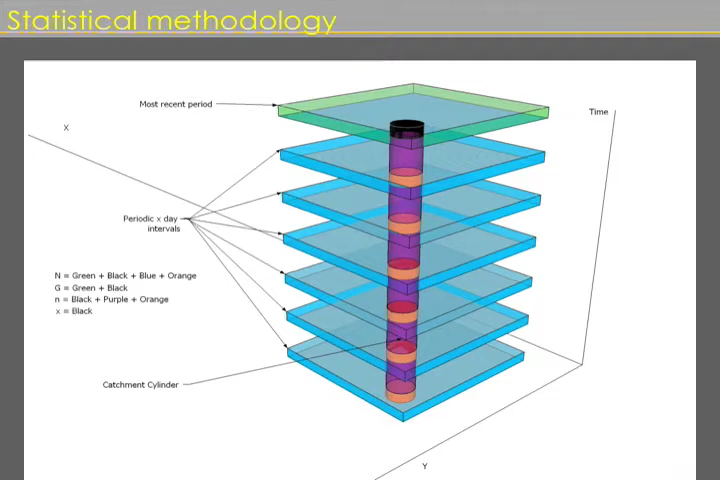 Statistical methodology
Most recent period
Time
X
Periodic x day
intervals
N = Green + Black + Blue + Orange
G = Green + Black
n = Black + Purple + Orange
x = Black
Catchment Cylinder
Y